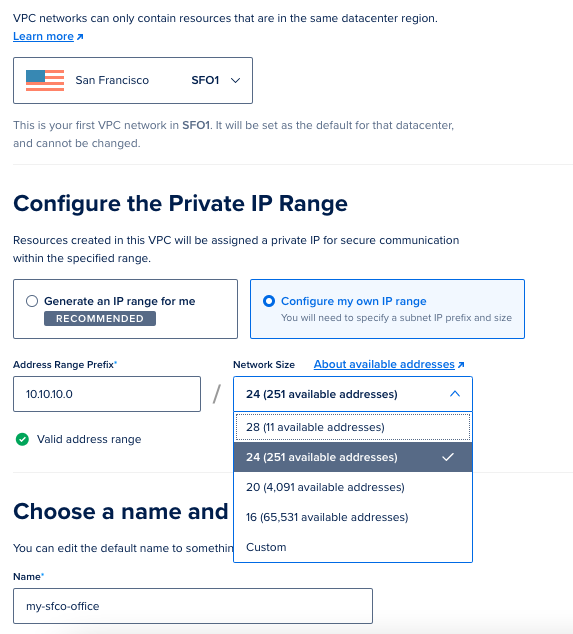 VPC networks can only contain resources that are in the same datacenter region.
Learn more
San Francisco SFO1
This is your first VPC network in SFO1. It will be set as the default for that datacenter,
and cannot be changed.
Configure the Private IP Range
Resources created in this VPC will be assigned a private IP for secure communication
within the specified range.
Generate an IP range for me
RECOMMENDED
Configure my own IP range
You will need to specify a subnet IP prefix and size
Address Range Prefix*
10.10.10.0
Valid address range
/
Network Size About available addresses
24 (251 available addresses)
28 (11 available addresses)
24 (251 available addresses)
20 (4,091 available addresses)
16 (65,531 available addresses)
Custom
Choose a name and
You can edit the default name to somethin
Name*
my-sfco-office